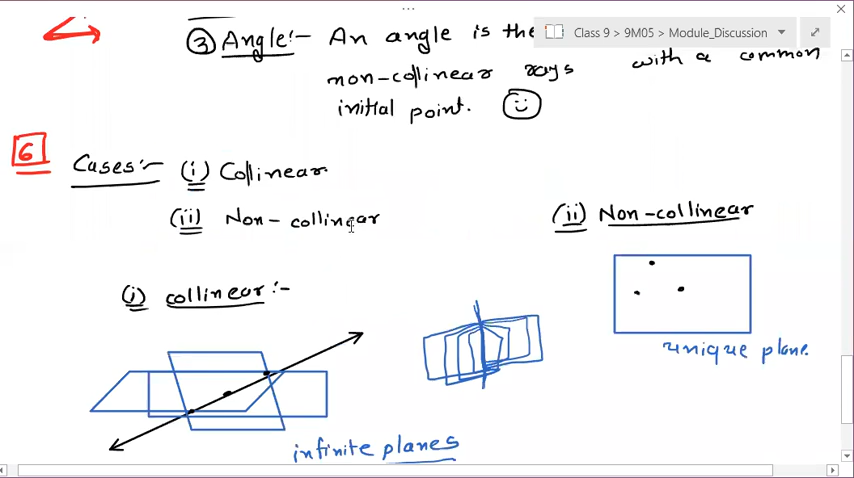 Class 9 > 9M05 > Module_Discussion
③ Angle:- An angle is the
non-collinear rays with a common
initial point.
6 Cases:- (i) Collinear
(ii) Non-collinear
(ii) Non-collinear
(i) collinear:-
unique plane.
infinite planes